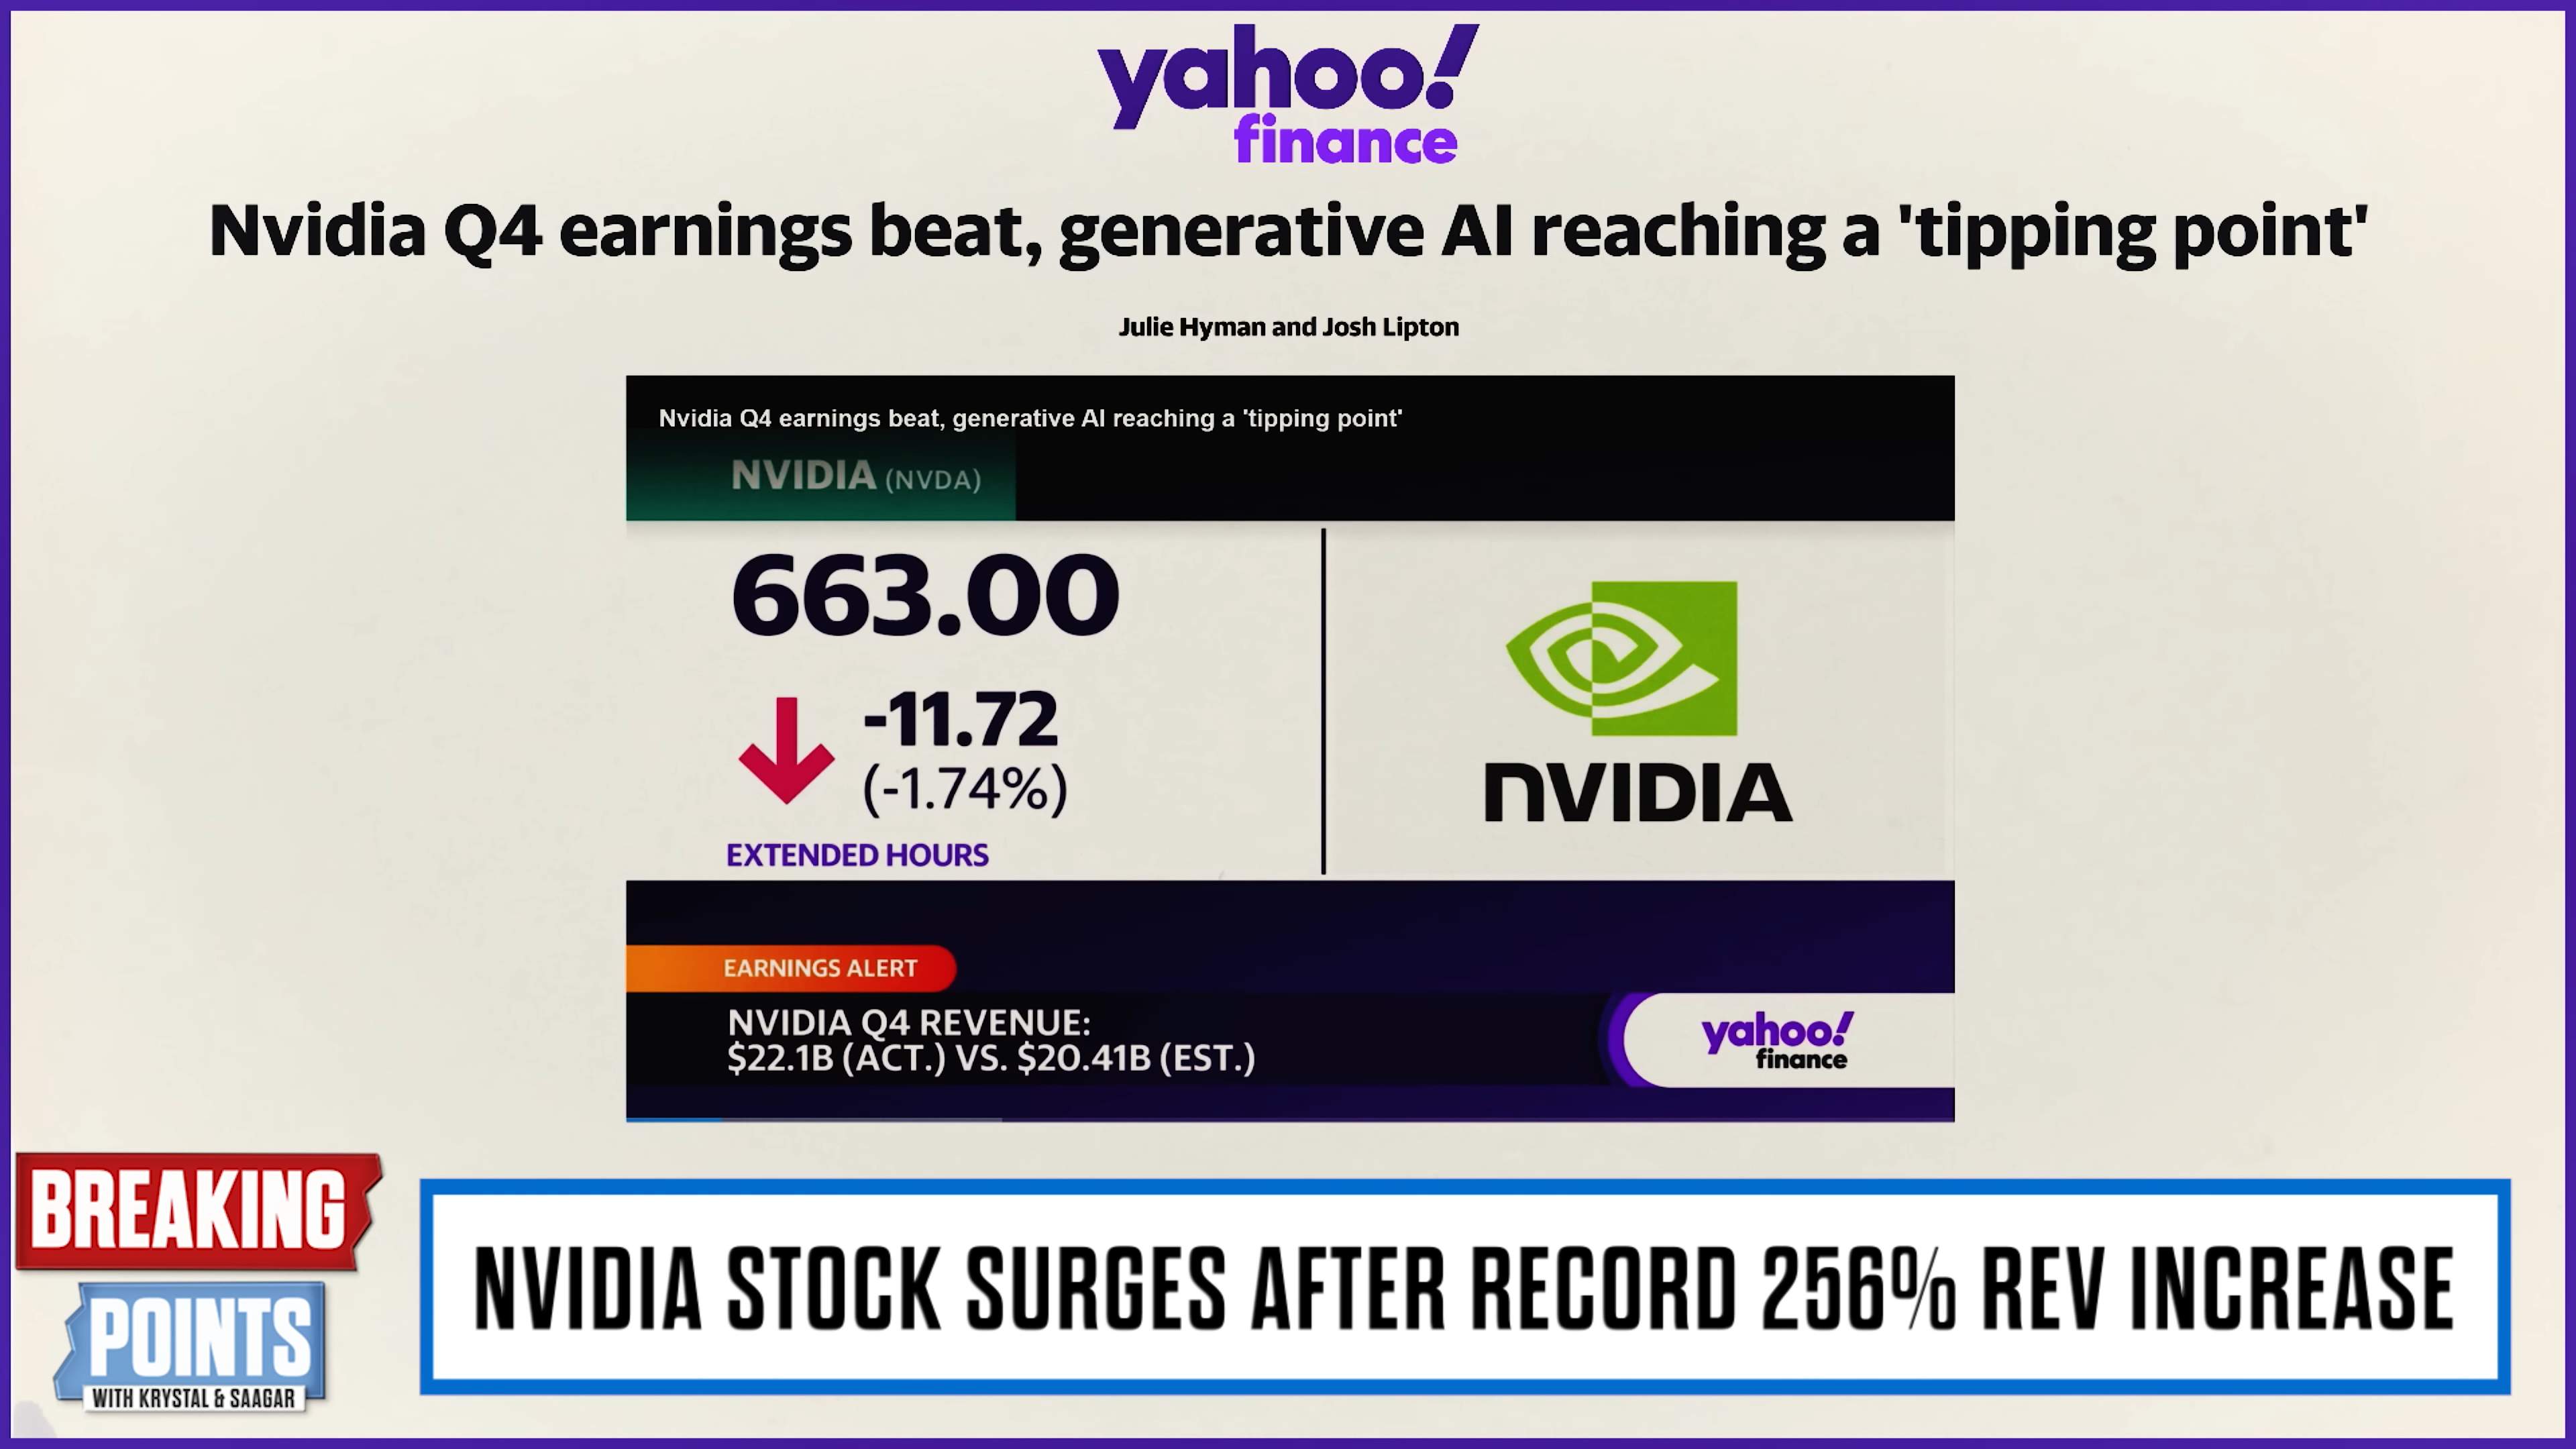 yahoo!
finance
Nvidia Q4 earnings beat, generative AI reaching a 'tipping point'
Julie Hyman and Josh Lipton
Nvidia Q4 earnings beat, generative AI reaching a 'tipping point'
NVIDIA (NVDA)
663.00
-11.72
(-1.74%)
EXTENDED HOURS
NVIDIA
EARNINGS ALERT
NVIDIA Q4 REVENUE:
$22.1B (ACT.) VS. $20.41B (EST.)
yahoo!
finance
BREAKING
POINTS
WITH KRYSTAL & SAAGAR
NVIDIA STOCK SURGES AFTER RECORD 256% REV INCREASE